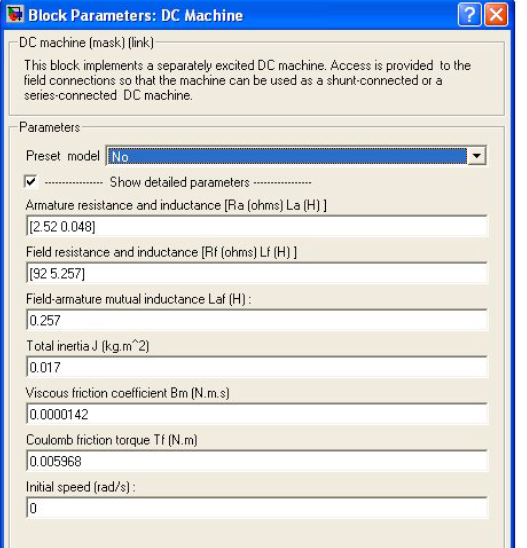 Block Parameters: DC Machine
DC machine (mask) (link)
This block implements a separately excited DC machine. Access is provided to the
field connections so that the machine can be used as a shunt-connected or a
series-connected DC machine.
Parameters
Preset model No
---------------- Show detailed parameters ----------------
Armature resistance and inductance [Ra (ohms) La (H) ]
[2.52 0.048]
Field resistance and inductance [Rf (ohms) Lf (H) ]
[92 5.257]
Field-armature mutual inductance Laf (H) :
0.257
Total inertia J (kg.m^2)
0.017
Viscous friction coefficient Bm (N.m.s)
0.0000142
Coulomb friction torque Tf (N.m)
0.005968
Initial speed (rad/s) :
0